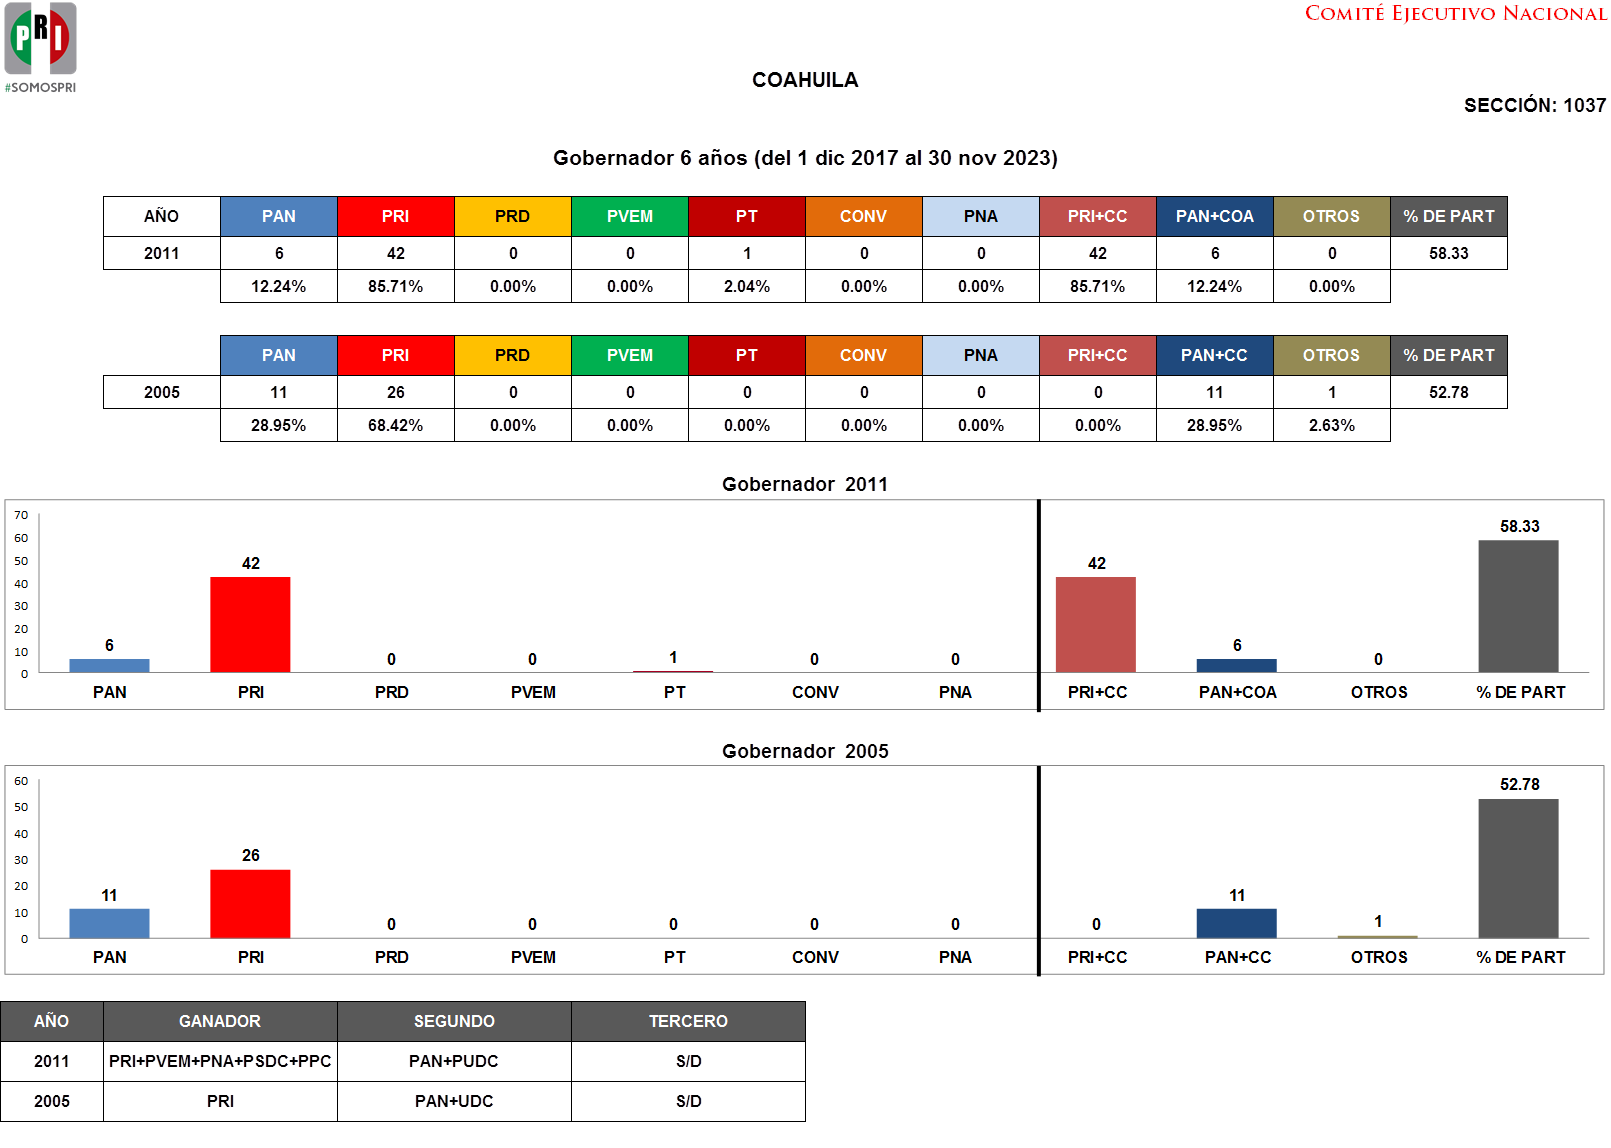 PRI
#SOMOSPRI
COMITÉ EJECUTIVO NACIONAL
COAHUILA
SECCIÓN: 1037
Gobernador 6 años (del 1 dic 2017 al 30 nov 2023)
AÑO PAN PRI PRD PVEM PT CONV PNA PRI+CC PAN+COA OTROS % DE PART
2011 6 42 0 0 1 0 0 42 6 0 58.33
12.24% 85.71% 0.00% 0.00% 2.04% 0.00% 0.00% 85.71% 12.24% 0.00%
PAN PRI PRD PVEM PT CONV PNA PRI+CC PAN+CC OTROS % DE PART
2005 11 26 0 0 0 0 0 0 11 1 52.78
28.95% 68.42% 0.00% 0.00% 0.00% 0.00% 0.00% 0.00% 28.95% 2.63%
Gobernador 2011
70
60
50
40
30
20
10
0
6 42 0 0 1 0 0 42 6 0 58.33
PAN PRI PRD PVEM PT CONV PNA PRI+CC PAN+COA OTROS % DE PART
Gobernador 2005
60
50
40
30
20
10
0
11 26 0 0 0 0 0 0 11 1 52.78
PAN PRI PRD PVEM PT CONV PNA PRI+CC PAN+CC OTROS % DE PART
AÑO GANADOR SEGUNDO TERCERO
2011 PRI+PVEM+PNA+PSDC+PPC PAN+PUDC S/D
2005 PRI PAN+UDC S/D